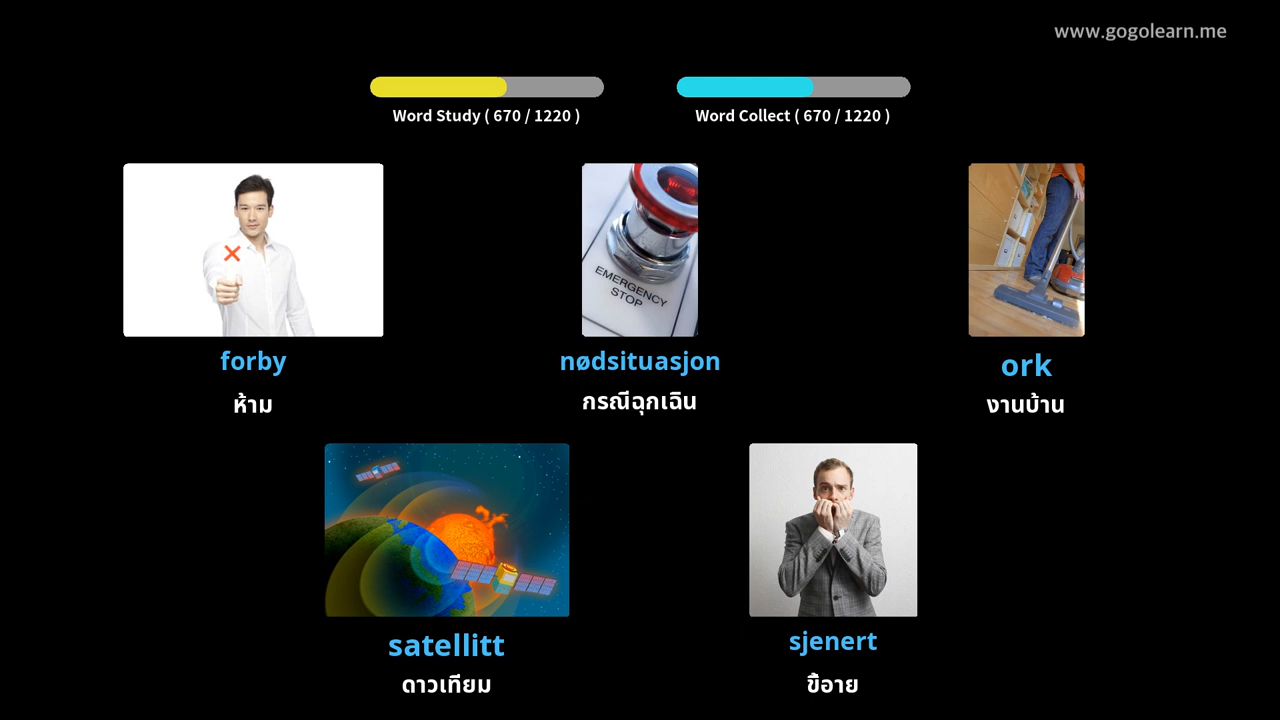 www.gogolearn.me
Word Study ( 670 / 1220 )
Word Collect ( 670 / 1220 )
EMERGENCY
STOP
forby
nødsituasjon
ork
ห้าม
กรณีฉุกเฉิน
งานบ้าน
satellitt
sjenert
ดาวเทียม
ขี้อาย